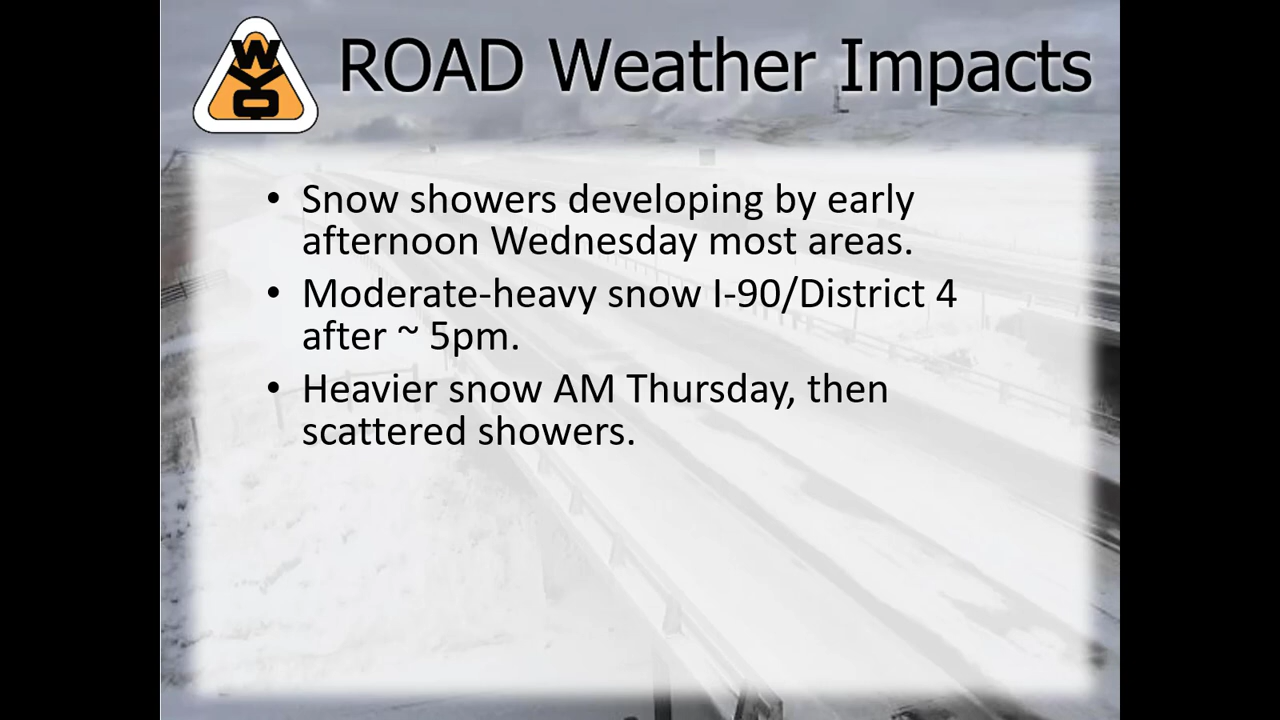 WYO
ROAD Weather Impacts
• Snow showers developing by early
afternoon Wednesday most areas.
• Moderate-heavy snow I-90/District 4
after ~ 5pm.
• Heavier snow AM Thursday, then
scattered showers.